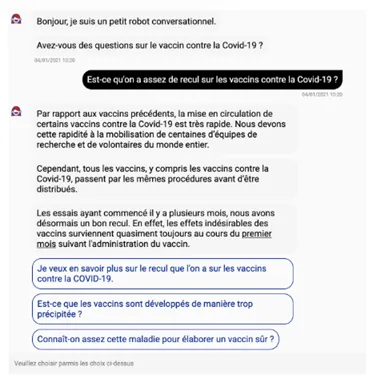 Bonjour, je suis un petit robot conversationnel.
Avez-vous des questions sur le vaccin contre la Covid-19 ?
04/01/2021 10:28
Est-ce qu'on a assez de recul sur les vaccins contre la Covid-19 ?
04/01/2021 10:28
Par rapport aux vaccins précédents, la mise en circulation de
certains vaccins contre la Covid-19 est très rapide. Nous devons
cette rapidité à la mobilisation de centaines d'équipes de
recherche et de volontaires du monde entier.
Cependant, tous les vaccins, y compris les vaccins contre la
Covid-19, passent par les mêmes procédures avant d'être
distribués.
Les essais ayant commencé il y a plusieurs mois, nous avons
désormais un bon recul. En effet, les effets indésirables des
vaccins surviennent quasiment toujours au cours du premier
mois suivant l'administration du vaccin.
Je veux en savoir plus sur le recul que l'on a sur les vaccins
contre la COVID-19.
Est-ce que les vaccins sont développés de manière trop
précipitée ?
Connaît-on assez cette maladie pour élaborer un vaccin sûr ?
Veuillez choisir parmis les choix ci-dessus